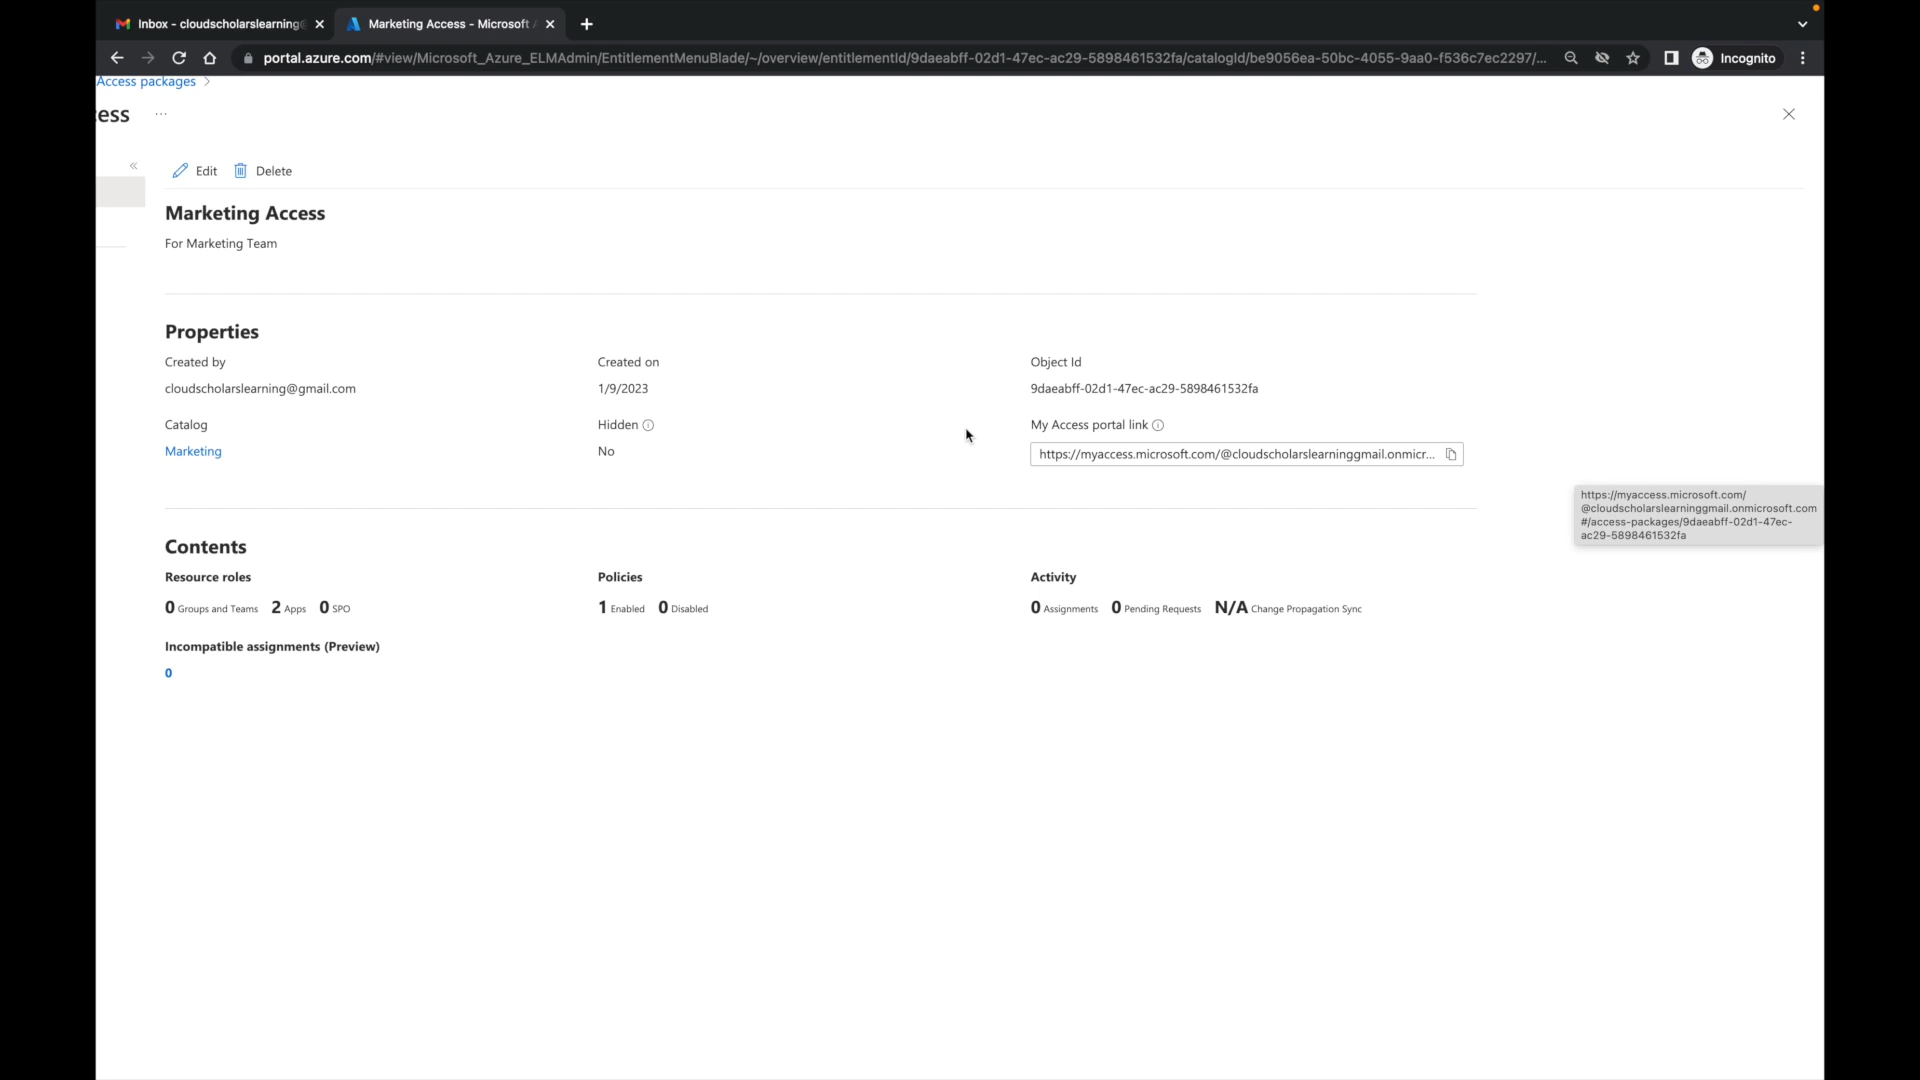 Inbox - cloudscholarslearning@
Marketing Access - Microsoft A
portal.azure.com/#view/Microsoft_Azure_ELMAdmin/EntitlementMenuBlade/~/overview/entitlementId/9daeabff-02d1-47ec-ac29-5898461532fa/catalogId/be9056ea-50bc-4055-9aa0-f536c7ec2297/...
Incognito
Access packages
cess
...
Edit
Delete
Marketing Access
For Marketing Team
Properties
Created by
Created on
Object Id
cloudscholarslearning@gmail.com
1/9/2023
9daeabff-02d1-47ec-ac29-5898461532fa
Catalog
Hidden
My Access portal link
Marketing
No
https://myaccess.microsoft.com/@cloudscholarslearninggmail.onmicr...
https://myaccess.microsoft.com/
@cloudscholarslearninggmail.onmicrosoft.com
#/access-packages/9daeabff-02d1-47ec-
ac29-5898461532fa
Contents
Resource roles
Policies
Activity
0 Groups and Teams 2 Apps 0 SPO
1 Enabled 0 Disabled
0 Assignments 0 Pending Requests N/A Change Propagation Sync
Incompatible assignments (Preview)
0